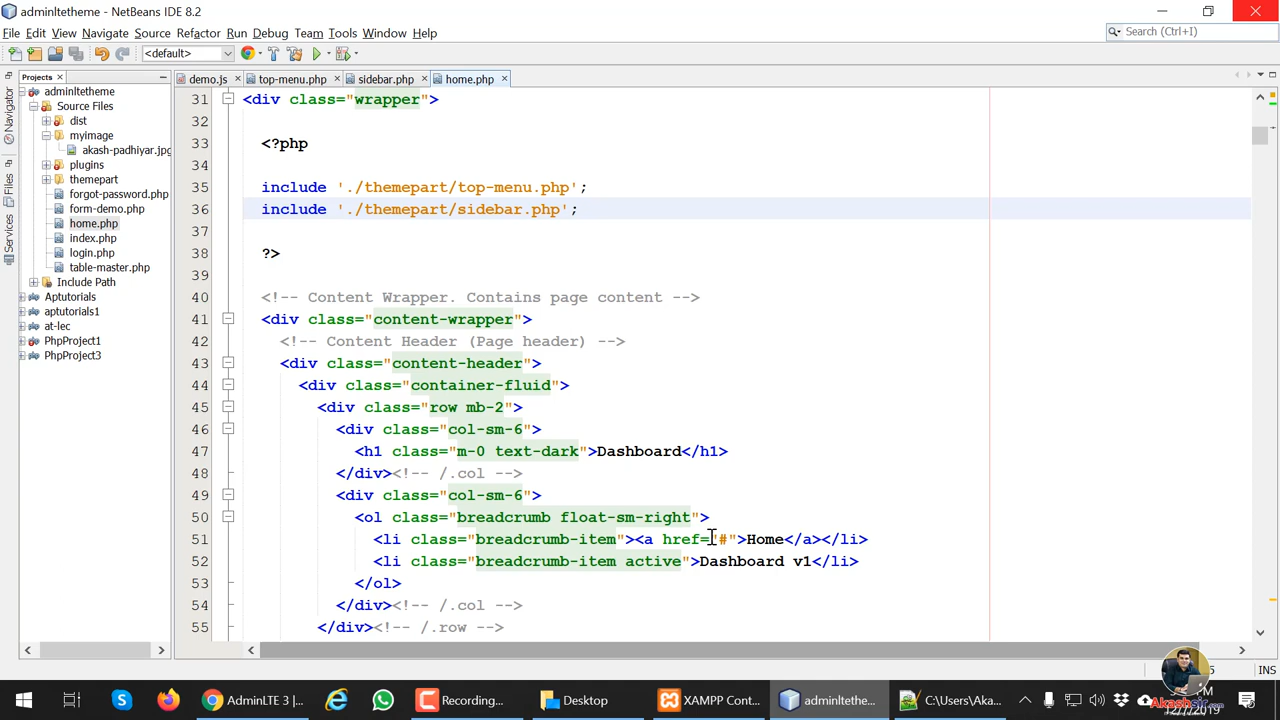 adminltetheme - NetBeans IDE 8.2
File Edit View Navigate Source Refactor Run Debug Team Tools Window Help
Search (Ctrl+I)
<default>
Projects
demo.js
top-menu.php
sidebar.php
home.php
Navigator
Files
Services
adminltetheme
Source Files
dist
myimage
akash-padhiyar.jpg
plugins
themepart
forgot-password.php
form-demo.php
home.php
index.php
login.php
table-master.php
Include Path
Aptutorials
aptutorials1
at-lec
PhpProject1
PhpProject3
31 <div class="wrapper">
32
33 <?php
34
35 include './themepart/top-menu.php';
36 include './themepart/sidebar.php';
37
38 ?>
39
40 <!-- Content Wrapper. Contains page content -->
41 <div class="content-wrapper">
42 <!-- Content Header (Page header) -->
43 <div class="content-header">
44 <div class="container-fluid">
45 <div class="row mb-2">
46 <div class="col-sm-6">
47 <h1 class="m-0 text-dark">Dashboard</h1>
48 </div><!-- /.col -->
49 <div class="col-sm-6">
50 <ol class="breadcrumb float-sm-right">
51 <li class="breadcrumb-item"><a href="#">Home</a></li>
52 <li class="breadcrumb-item active">Dashboard v1</li>
53 </ol>
54 </div><!-- /.col -->
55 </div><!-- /.row -->
INS
AdminLTE 3 |...
Recording...
Desktop
XAMPP Cont...
adminltethe...
C:\Users\Aka...
Akashsir.com
12/7/2019